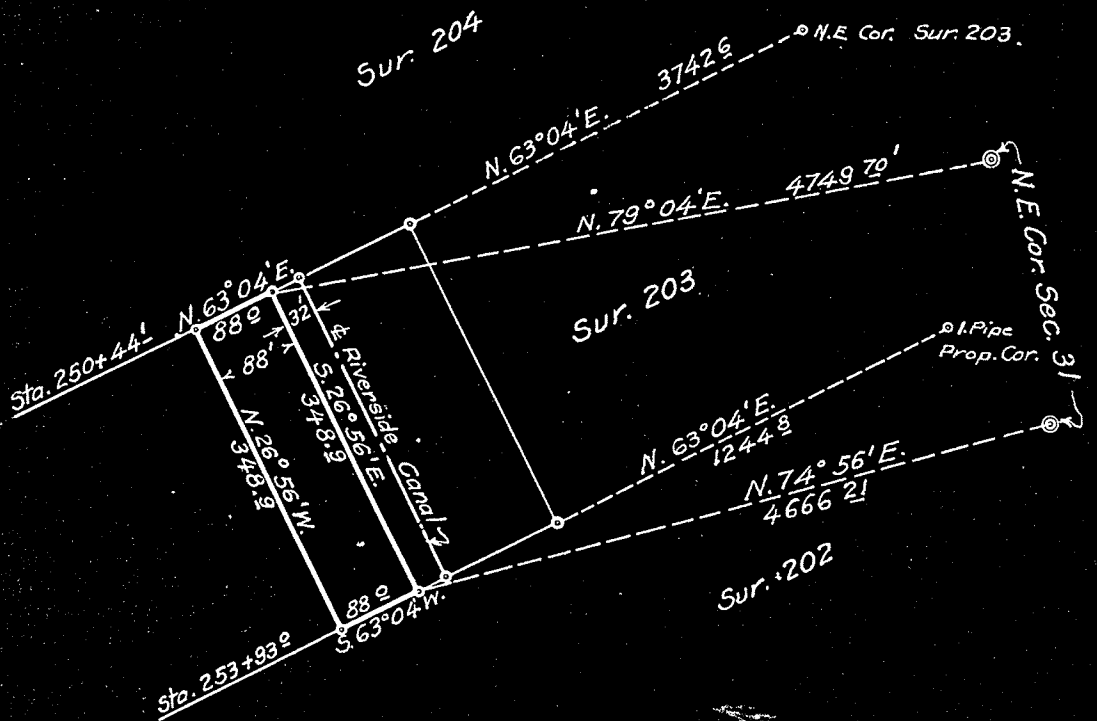 Sur. 204
N.E. Cor. Sur. 203.
N. 63°04'E. 3742 6
N. 79°04'E. 4749 70'
N.E. Cor. Sec. 31
N. 63°04'E.
88 0
32'
88'
Sta. 250+44'
℄ Riverside Canal
S. 26°56'E.
348.9
N. 26°56'W.
348.9
Sur. 203
I. Pipe
Prop. Cor.
N. 63°04'E.
1244 8
N. 74°56'E.
4666 21
Sur. 202
88 0
S. 63°04'W.
Sta. 253+93 0